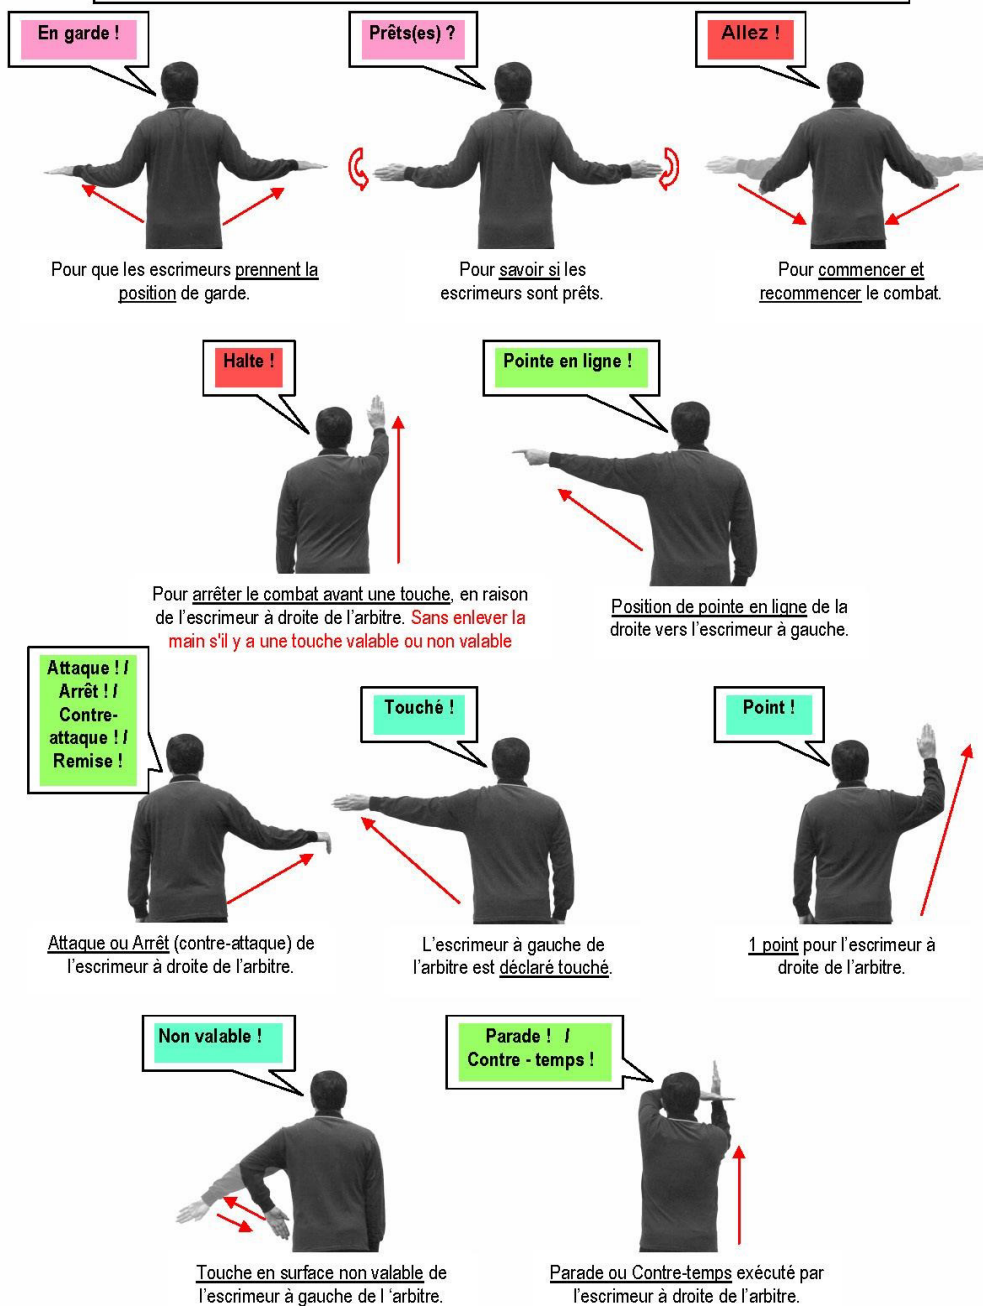 En garde !
Prêts(es) ?
Allez !
Pour que les escrimeurs prennent la
position de garde.
Pour savoir si les
escrimeurs sont prêts.
Pour commencer et
recommencer le combat.
Halte !
Pointe en ligne !
Pour arrêter le combat avant une touche, en raison
de l'escrimeur à droite de l'arbitre. Sans enlever la
main s'il y a une touche valable ou non valable
Position de pointe en ligne de la
droite vers l'escrimeur à gauche.
Attaque ! /
Arrêt ! /
Contre-
attaque ! /
Remise !
Touché !
Point !
Attaque ou Arrêt (contre-attaque) de
l'escrimeur à droite de l'arbitre.
L'escrimeur à gauche de
l'arbitre est déclaré touché.
1 point pour l'escrimeur à
droite de l'arbitre.
Non valable !
Parade ! /
Contre - temps !
Touche en surface non valable de
l'escrimeur à gauche de l 'arbitre.
Parade ou Contre-temps exécuté par
l'escrimeur à droite de l'arbitre.